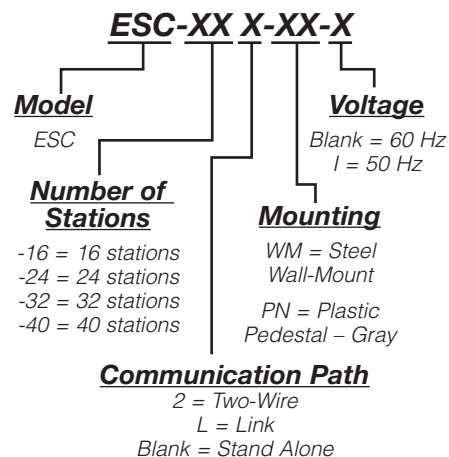 ESC-XX X-XX-X
Model
ESC
Voltage
Blank = 60 Hz
I = 50 Hz
Number of
Stations
-16 = 16 stations
-24 = 24 stations
-32 = 32 stations
-40 = 40 stations
Mounting
WM = Steel
Wall-Mount
PN = Plastic
Pedestal – Gray
Communication Path
2 = Two-Wire
L = Link
Blank = Stand Alone